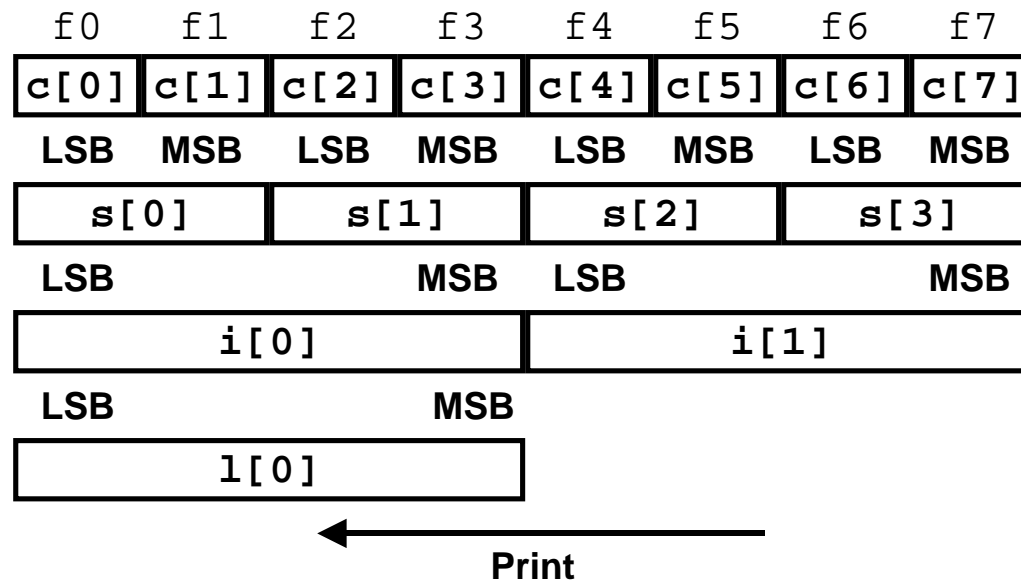 f0 f1 f2 f3 f4 f5 f6 f7
c[0] c[1] c[2] c[3] c[4] c[5] c[6] c[7]
LSB MSB LSB MSB LSB MSB LSB MSB
s[0] s[1] s[2] s[3]
LSB MSB LSB MSB
i[0] i[1]
LSB MSB
l[0]
Print